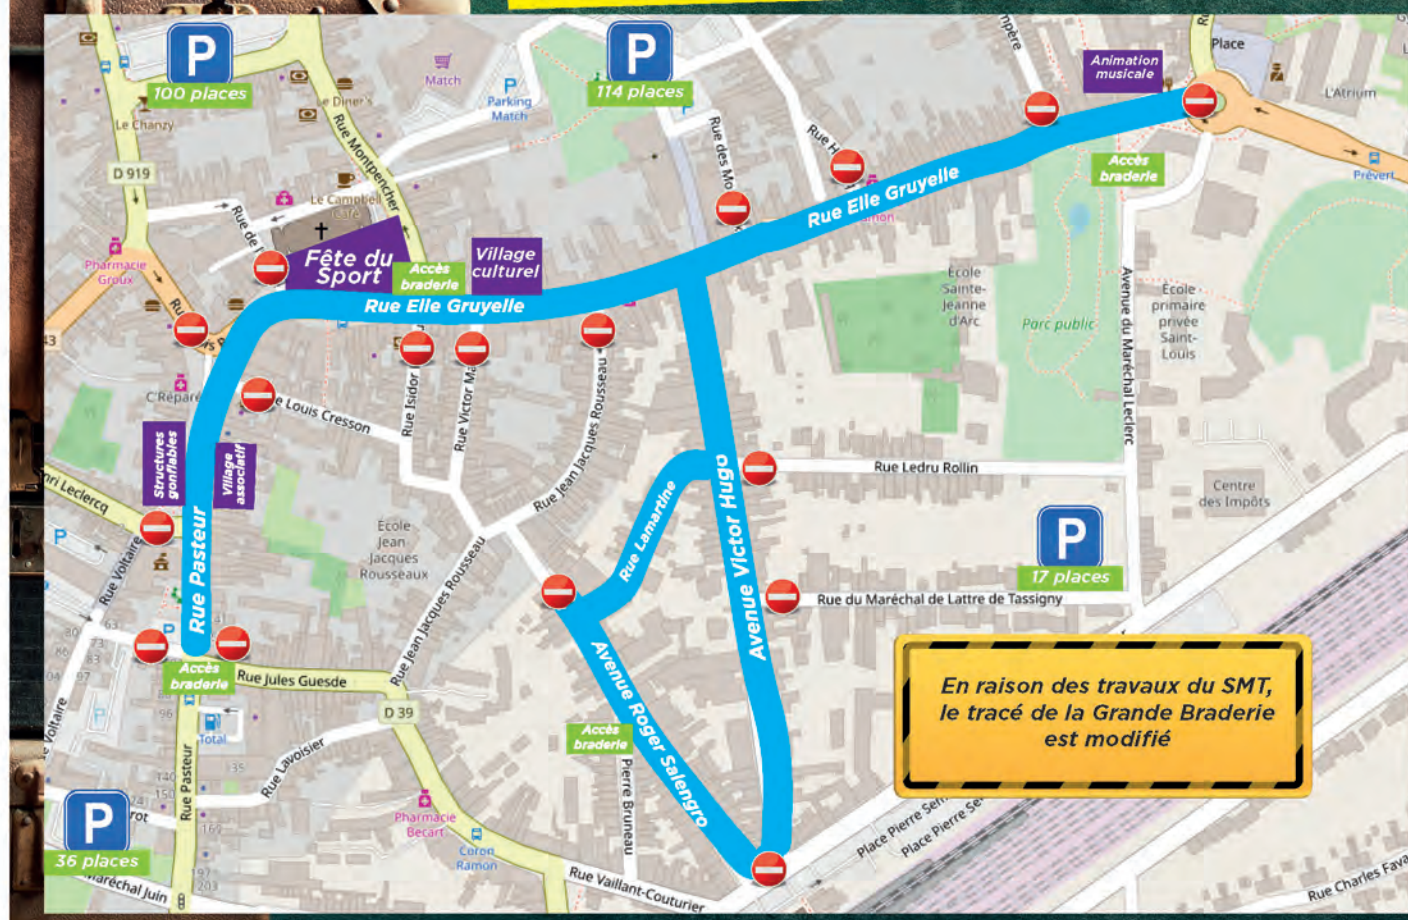 P
100 places
P
114 places
Match
Parking
Match
P
Le Diner's
Le Chanzy
Rue Montpencher
D 919
Le Campbell
Café
Pharmacie
Groux
Fête du
Sport
Accès
braderie
Village
culturel
Rue Elle Gruyelle
Rue Elle Gruyelle
Rue des Mo
Animation
musicale
Place
L'Atrium
Prévert
Accès
braderie
43
C'Répare
Structures
gonflables
Village
associatif
Rue Pasteur
e Louis Cresson
Rue Isidor
Rue Victor Ma
Rue Jean Jacques Rousseau
École
Sainte-
Jeanne
d'Arc
Parc public
École
primaire
privée
Saint-
Louis
Avenue du Maréchal Leclerc
Rue Ledru Rollin
Centre
des Impôts
nri Leclercq
P
Rue Voltaire
École
Jean-
Jacques
Rousseaux
Rue Jean Jacques Rousseau
Rue Lamartine
Avenue Victor Hugo
P
17 places
Rue du Maréchal de Lattre de Tassigny
P
Accès
braderie
Rue Jules Guesde
D 39
Total
Rue Lavoisier
Rue Pasteur
Avenue Roger Salengro
Accès
braderie
Pierre Bruneau
En raison des travaux du SMT,
le tracé de la Grande Braderie
est modifié
P
36 places
Maréchal Juin
Pharmacie
Becart
Coron
Ramon
Rue Vaillant-Couturier
Place Pierre Sem
Place Pierre Se
Rue Charles Fava